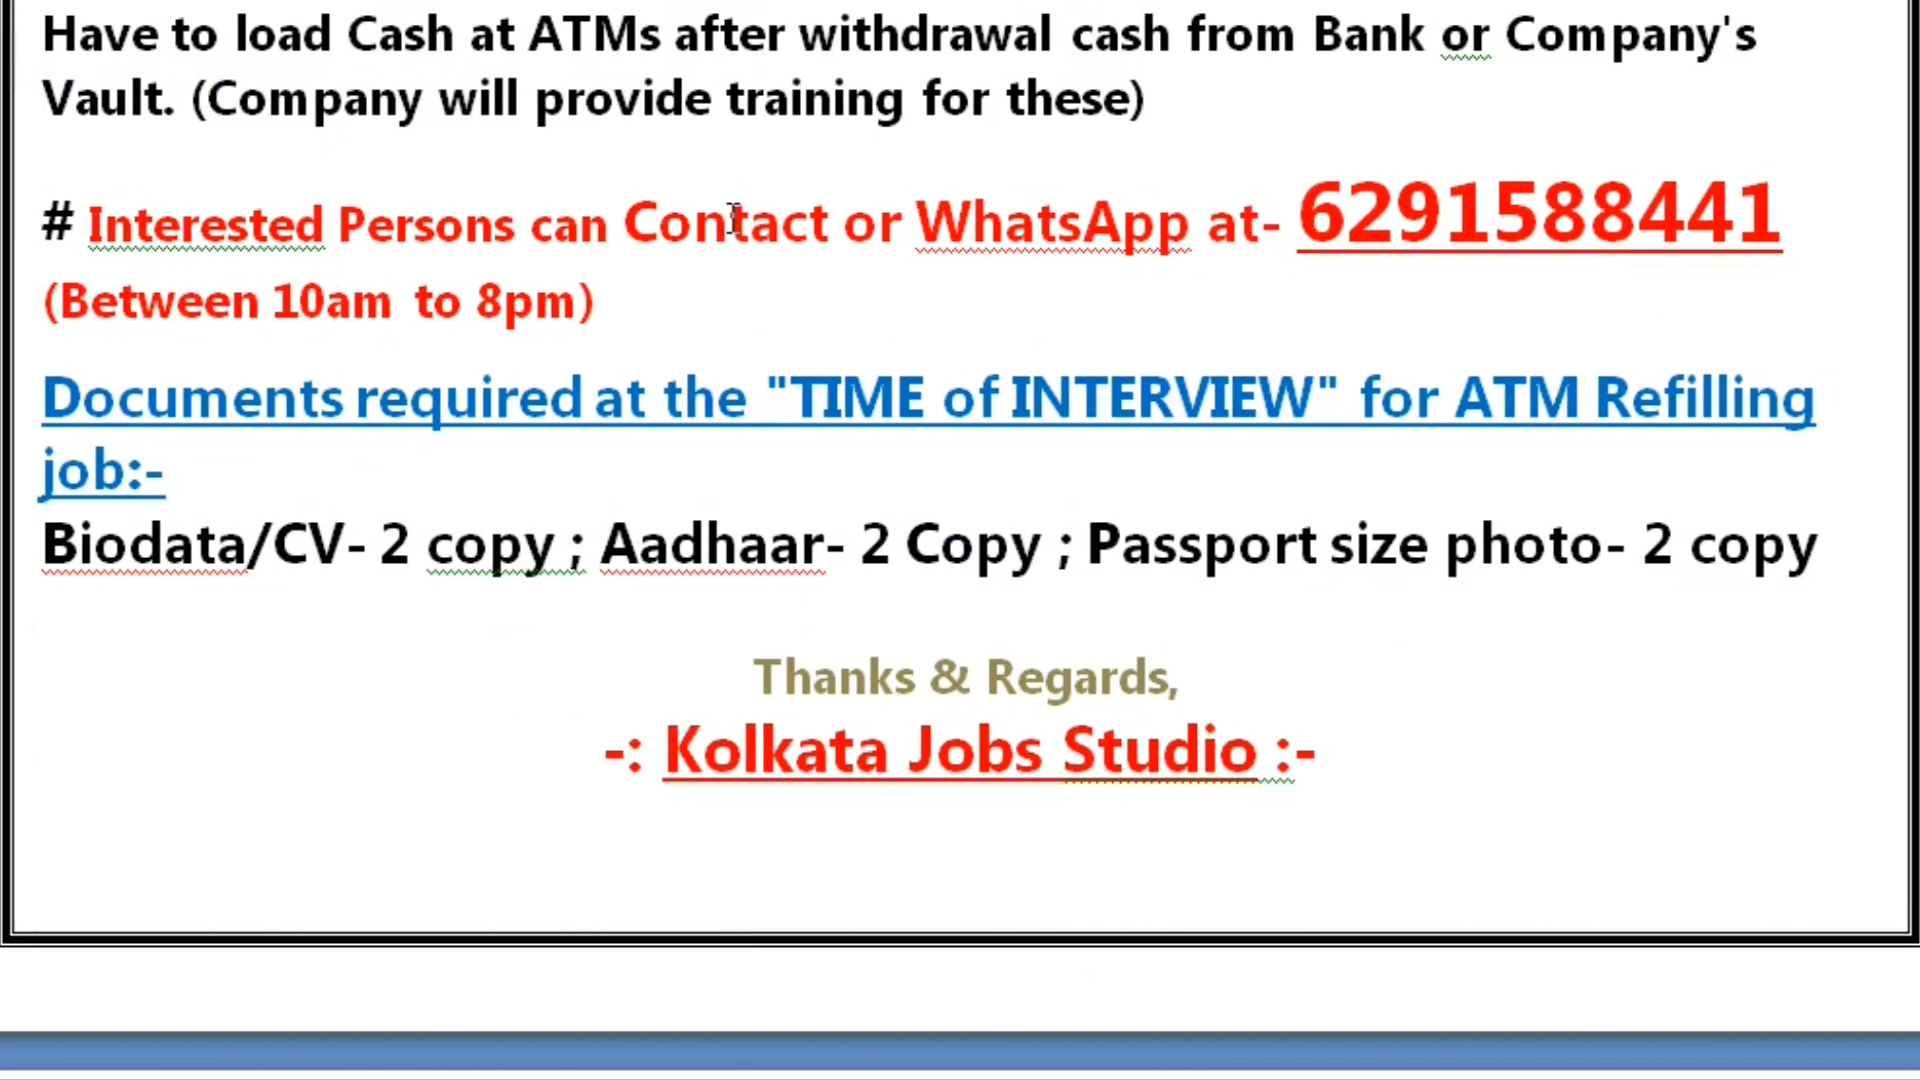 Have to load Cash at ATMs after withdrawal cash from Bank or Company's
Vault. (Company will provide training for these)
# Interested Persons can Contact or WhatsApp at- 6291588441
(Between 10am to 8pm)
Documents required at the "TIME of INTERVIEW" for ATM Refilling
job:-
Biodata/CV- 2 copy ; Aadhaar- 2 Copy ; Passport size photo- 2 copy
Thanks & Regards,
-: Kolkata Jobs Studio :-